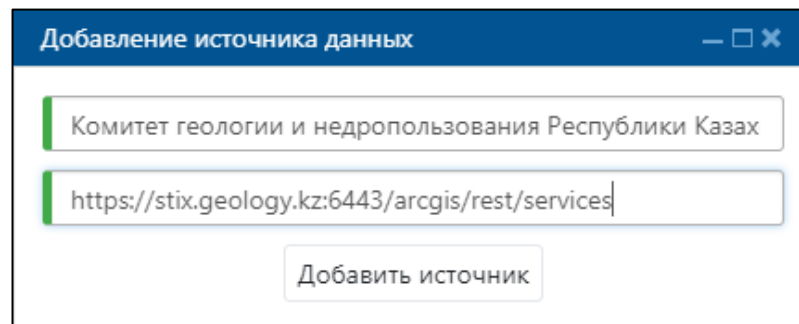 Добавление источника данных
Комитет геологии и недропользования Республики Казах
https://stix.geology.kz:6443/arcgis/rest/services
Добавить источник